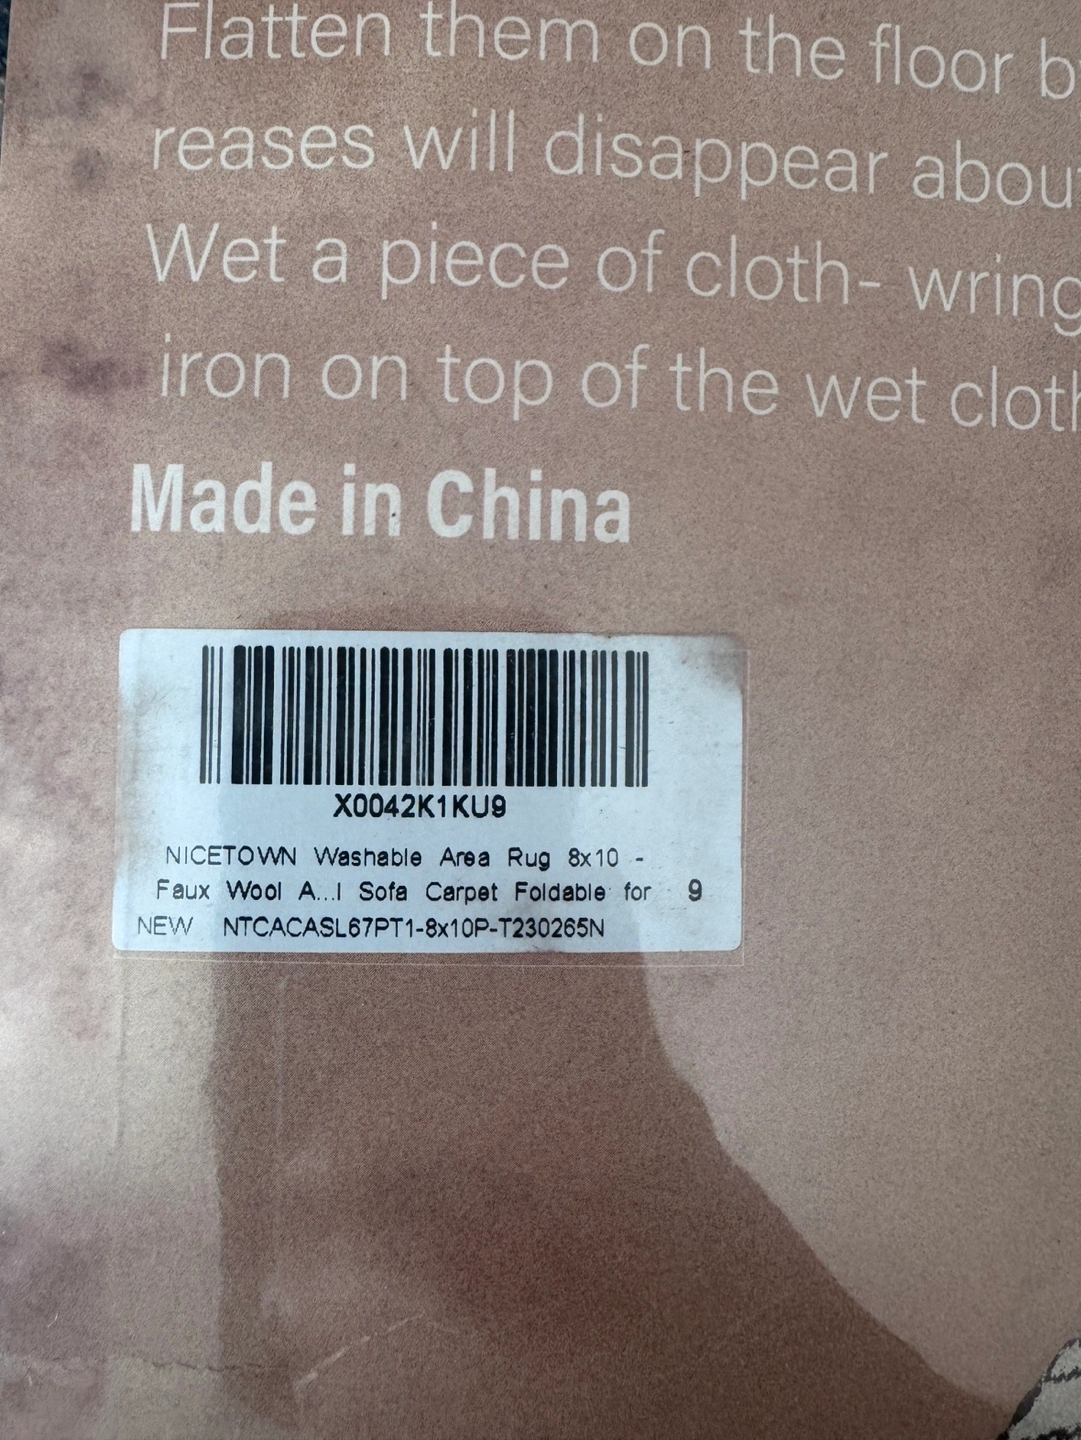 Flatten them on the floor
reases will disappear
Wet a piece of cloth- wring
iron on top of the wet
Made in China
X0042K1KU9
NICETOWN Washable Area Rug 8x10 -
Faux Wool A...l Sofa Carpet Foldable for 9
NEW NTCACASL67PT1-8x10P-T230265N